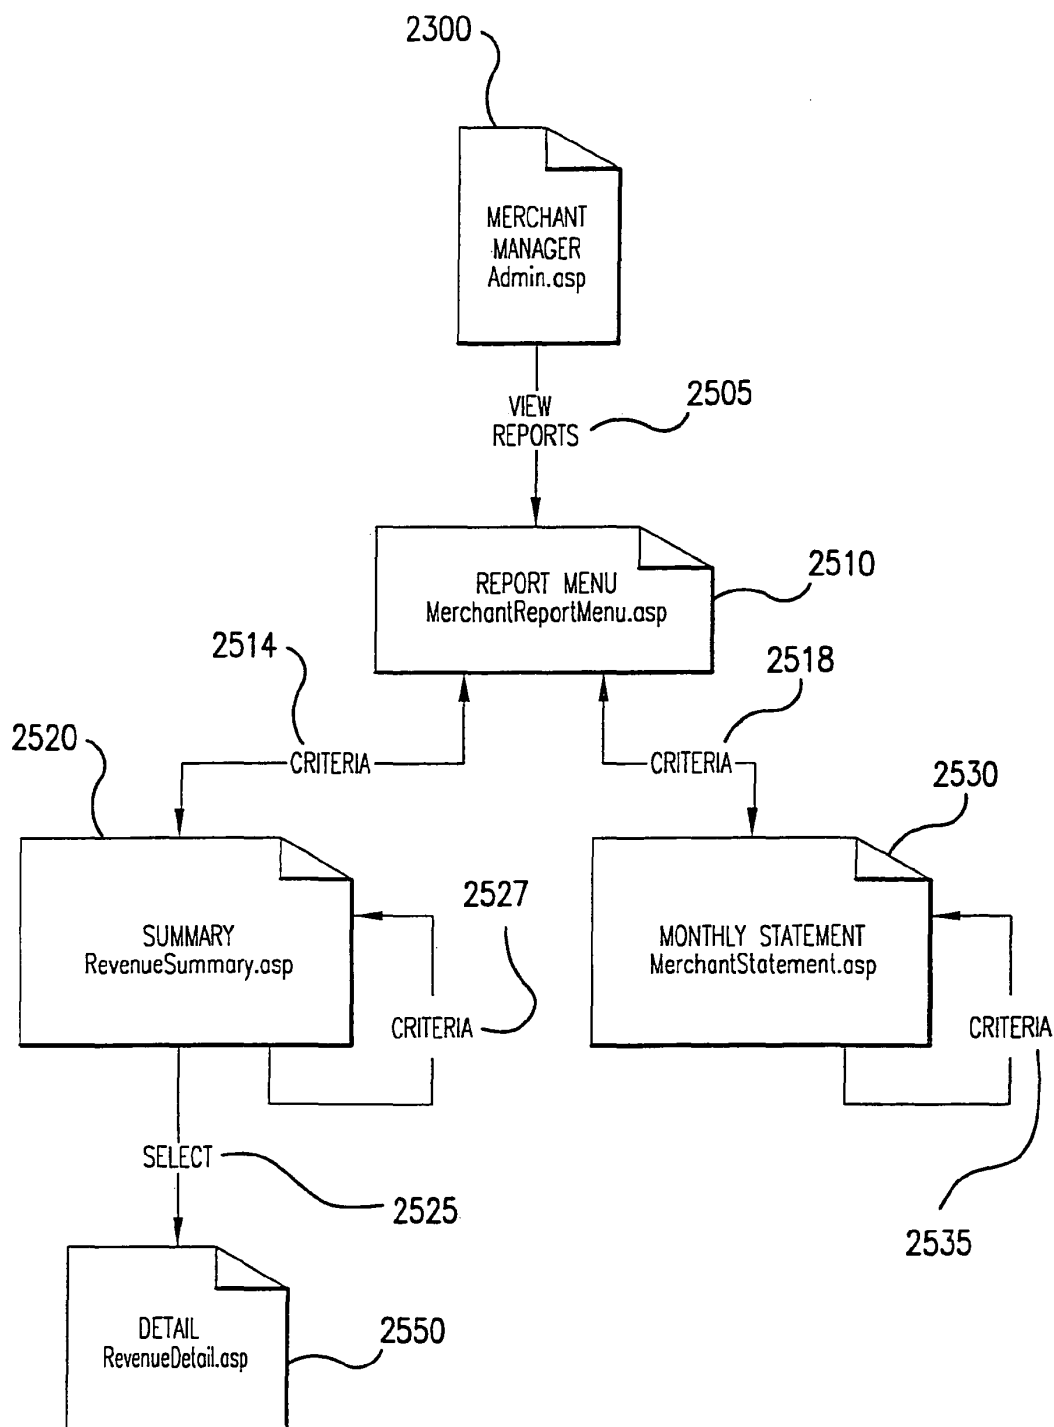 2300
MERCHANT
MANAGER
Admin.asp
VIEW
REPORTS
2505
REPORT MENU
MerchantReportMenu.asp
2510
2514
2518
CRITERIA
CRITERIA
2520
2530
SUMMARY
RevenueSummary.asp
2527
CRITERIA
MONTHLY STATEMENT
MerchantStatement.asp
CRITERIA
SELECT
2525
2535
DETAIL
RevenueDetail.asp
2550